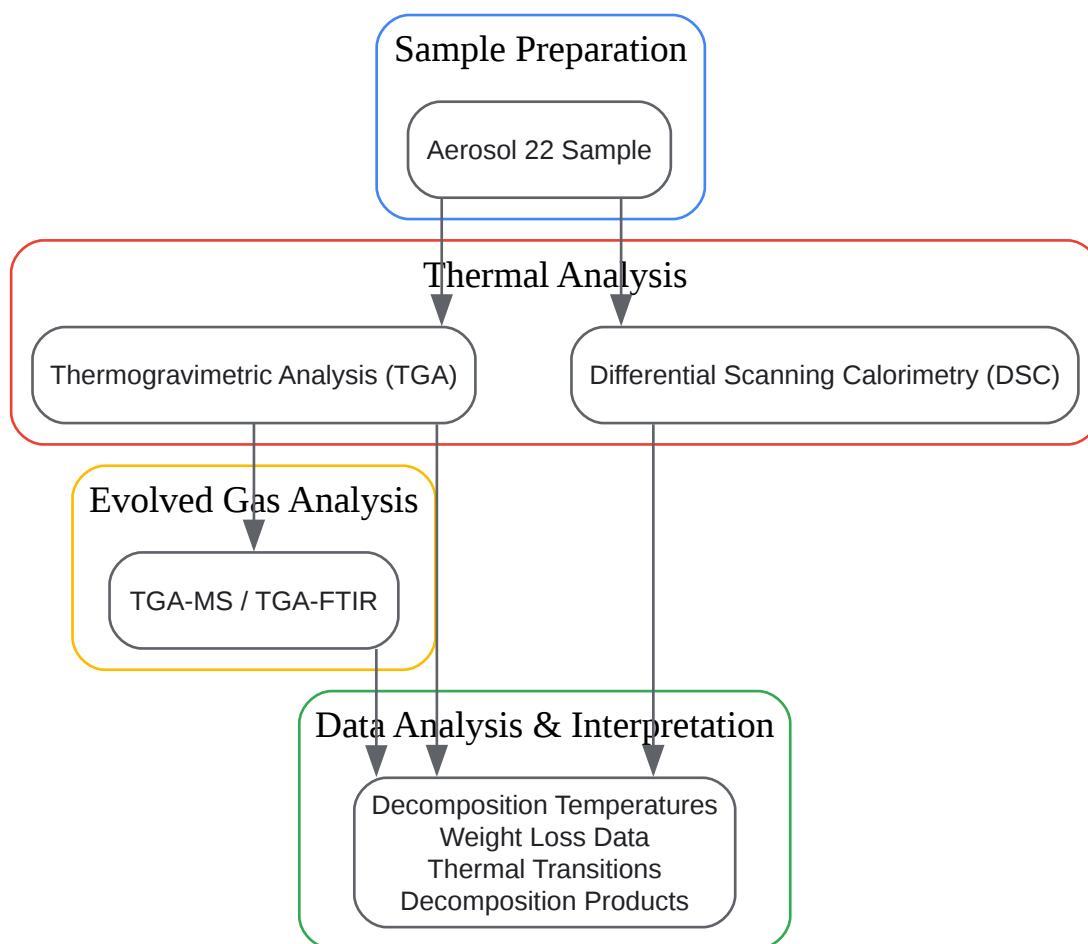 Sample Preparation
Aerosol 22 Sample
Thermal Analysis
Thermogravimetric Analysis (TGA)
Differential Scanning Calorimetry (DSC)
Evolved Gas Analysis
TGA-MS / TGA-FTIR
Data Analysis & Interpretation
Decomposition Temperatures
Weight Loss Data
Thermal Transitions
Decomposition Products